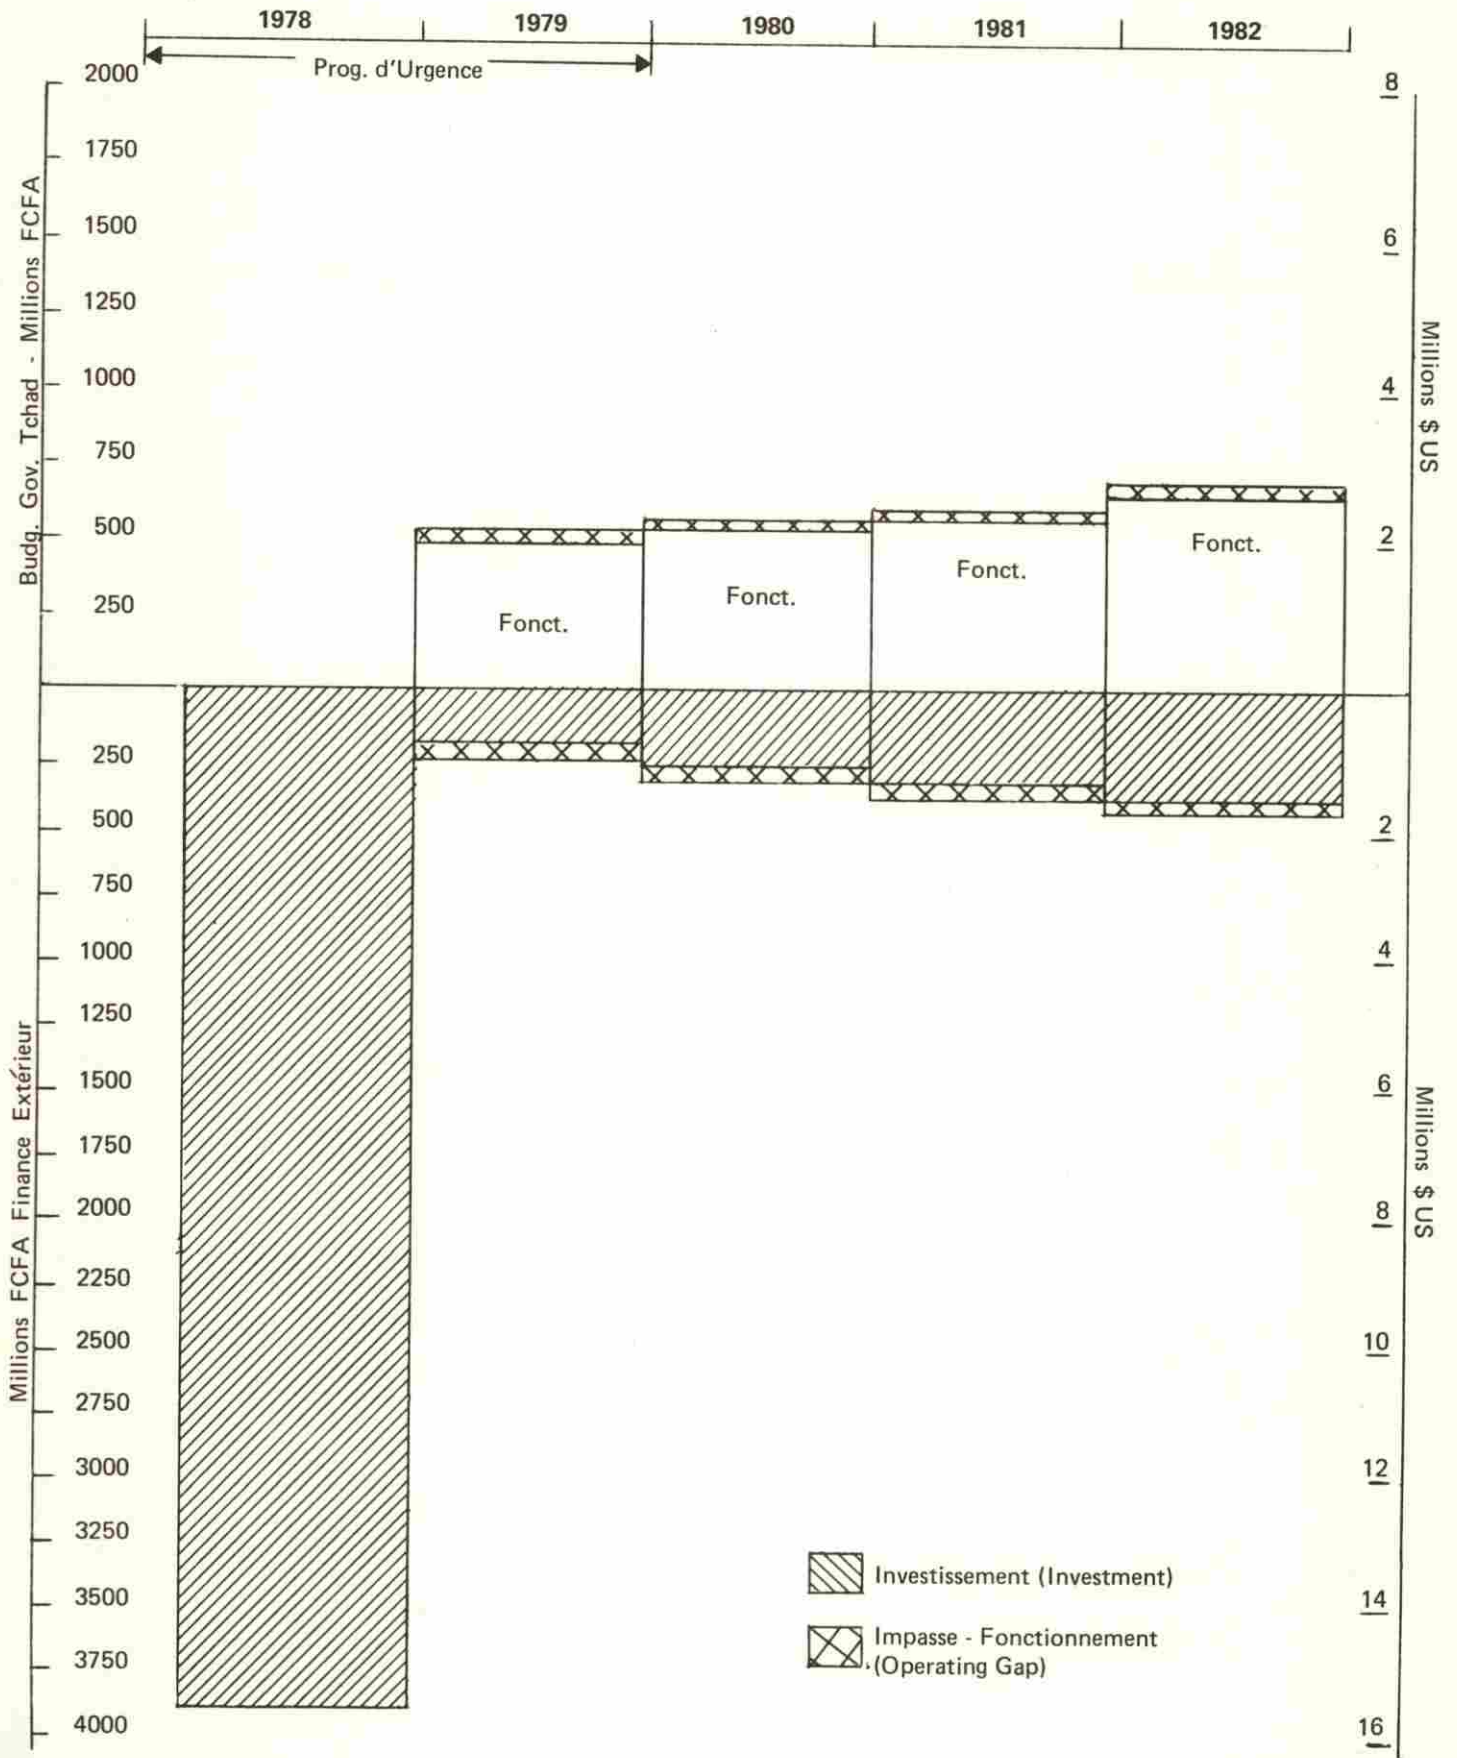 1978 1979 1980 1981 1982
Prog. d'Urgence
2000
1750
1500
1250
1000
750
500
250
250
500
750
1000
1250
1500
1750
2000
2250
2500
2750
3000
3250
3500
3750
4000
Budg. Gov. Tchad - Millions FCFA
Millions FCFA Finance Extérieur
Fonct.
Fonct.
Fonct.
Fonct.
8
6
4
2
2
4
6
8
10
12
14
16
Millions $ US
Millions $ US
Investissement (Investment)
Impasse - Fonctionnement
(Operating Gap)